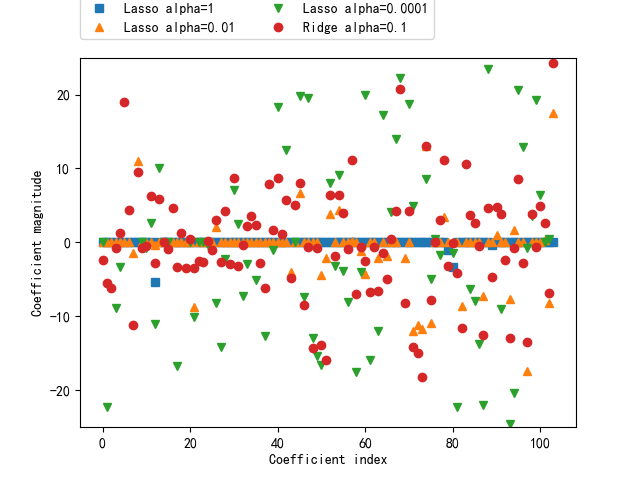 Lasso alpha=1 Lasso alpha=0.0001
Lasso alpha=0.01 Ridge alpha=0.1
20
10
0
−10
−20
Coefficient magnitude
0 20 40 60 80 100
Coefficient index